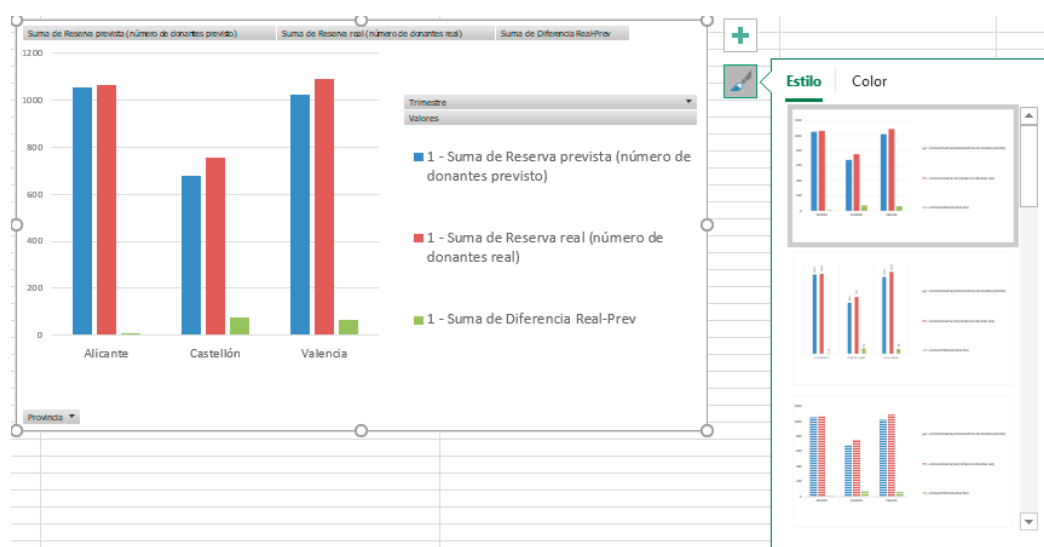 Suma de Reserva prevista (número de donantes previsto)
Suma de Reserva real (número de donantes real)
Suma de Diferencia Real-Prev
1200
1000
800
600
400
200
0
Alicante
Castellón
Valencia
Provincia
Trimestre
Valores
1 - Suma de Reserva prevista (número de
donantes previsto)
1 - Suma de Reserva real (número de
donantes real)
1 - Suma de Diferencia Real-Prev
Estilo
Color